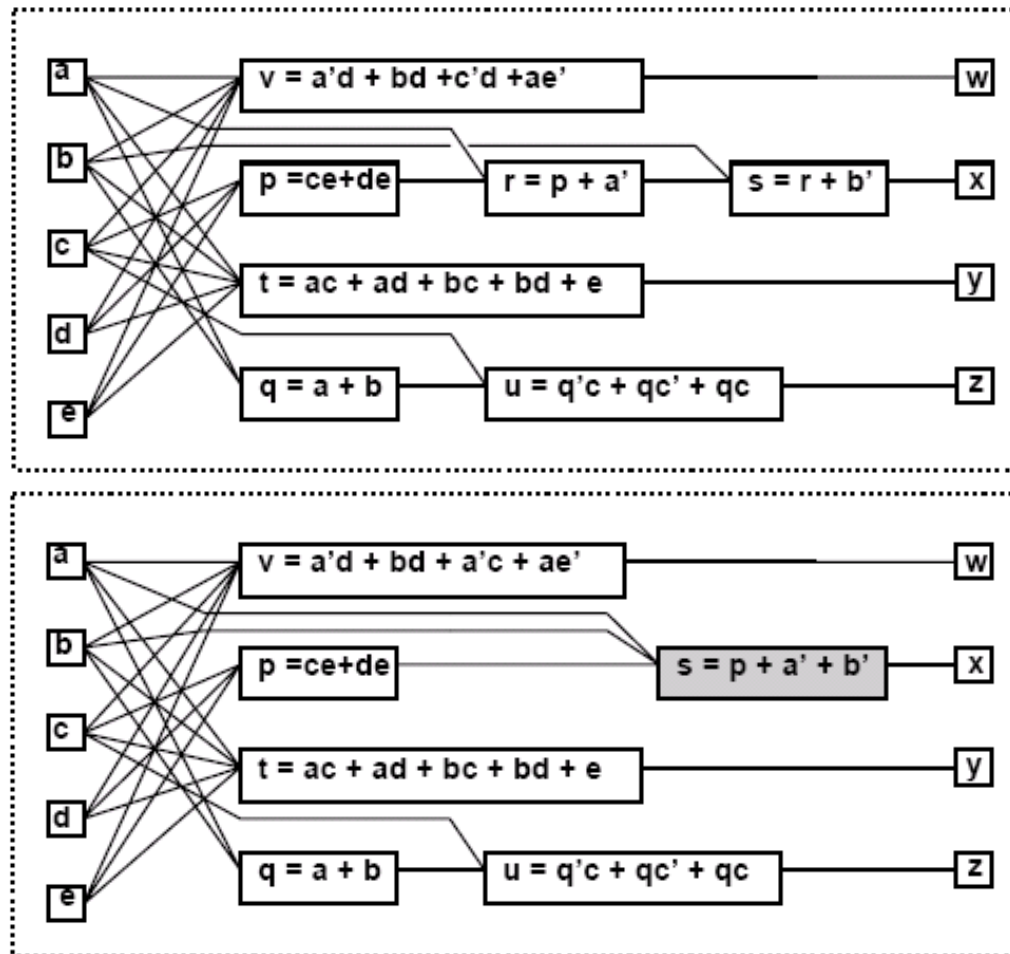 a
v = a’d + bd +c’d +ae’
w
b
p =ce+de
r = p + a’
s = r + b’
x
c
t = ac + ad + bc + bd + e
y
d
q = a + b
u = q’c + qc’ + qc
z
e
a
v = a’d + bd + a’c + ae’
w
b
p =ce+de
s = p + a’ + b’
x
c
t = ac + ad + bc + bd + e
y
d
q = a + b
u = q’c + qc’ + qc
z
e